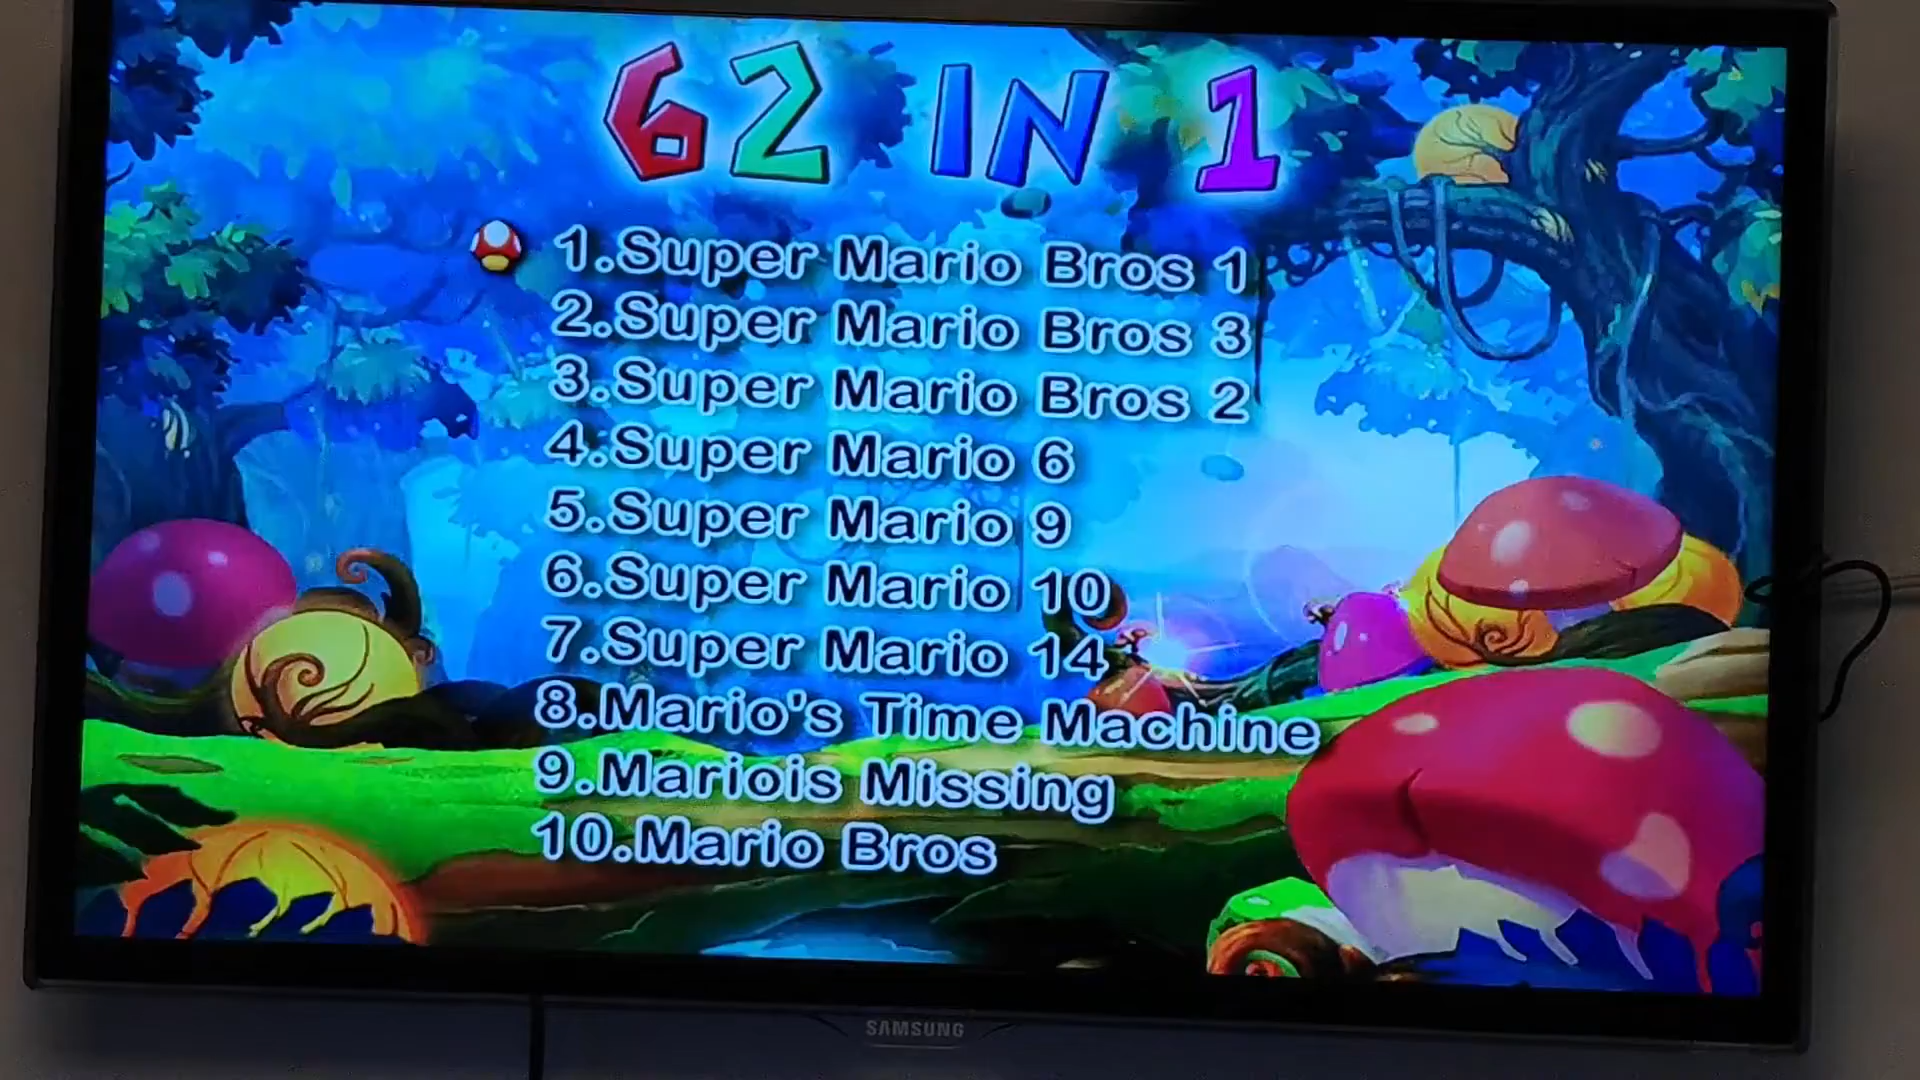 62 IN 1
1.Super Mario Bros 1
2.Super Mario Bros 3
3.Super Mario Bros 2
4.Super Mario 6
5.Super Mario 9
6.Super Mario 10
7.Super Mario 14
8.Mario's Time Machine
9.Mariois Missing
10.Mario Bros
SAMSUNG